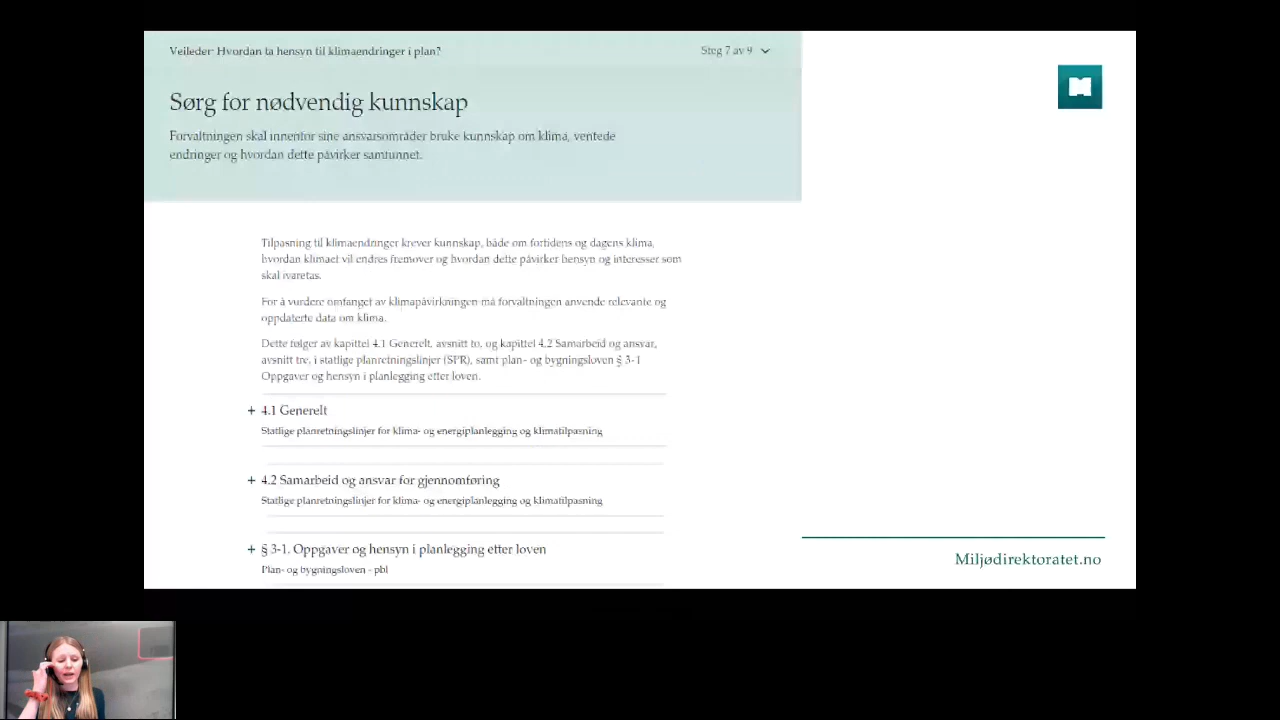 Veileder: Hvordan ta hensyn til klimaendringer i plan?
Steg 7 av 9
Sørg for nødvendig kunnskap
Forvaltningen skal innenfor sine ansvarsområder bruke kunnskap om klima, ventede
endringer og hvordan dette påvirker samfunnet.
Tilpasning til klimaendringer krever kunnskap, både om fortidens og dagens klima,
hvordan klimaet vil endres fremover og hvordan dette påvirker hensyn og interesser som
skal ivaretas.
For å vurdere omfanget av klimapåvirkningen må forvaltningen anvende relevante og
oppdaterte data om klima.
Dette følger av kapittel 4.1 Generelt, avsnitt to, og kapittel 4.2 Samarbeid og ansvar,
avsnitt tre, i statlige planretningslinjer (SPR), samt plan- og bygningsloven § 3-1
Oppgaver og hensyn i planlegging etter loven.
+ 4.1 Generelt
Statlige planretningslinjer for klima- og energiplanlegging og klimatilpasning
+ 4.2 Samarbeid og ansvar for gjennomføring
Statlige planretningslinjer for klima- og energiplanlegging og klimatilpasning
+ § 3-1. Oppgaver og hensyn i planlegging etter loven
Plan- og bygningsloven - pbl
Miljødirektoratet.no